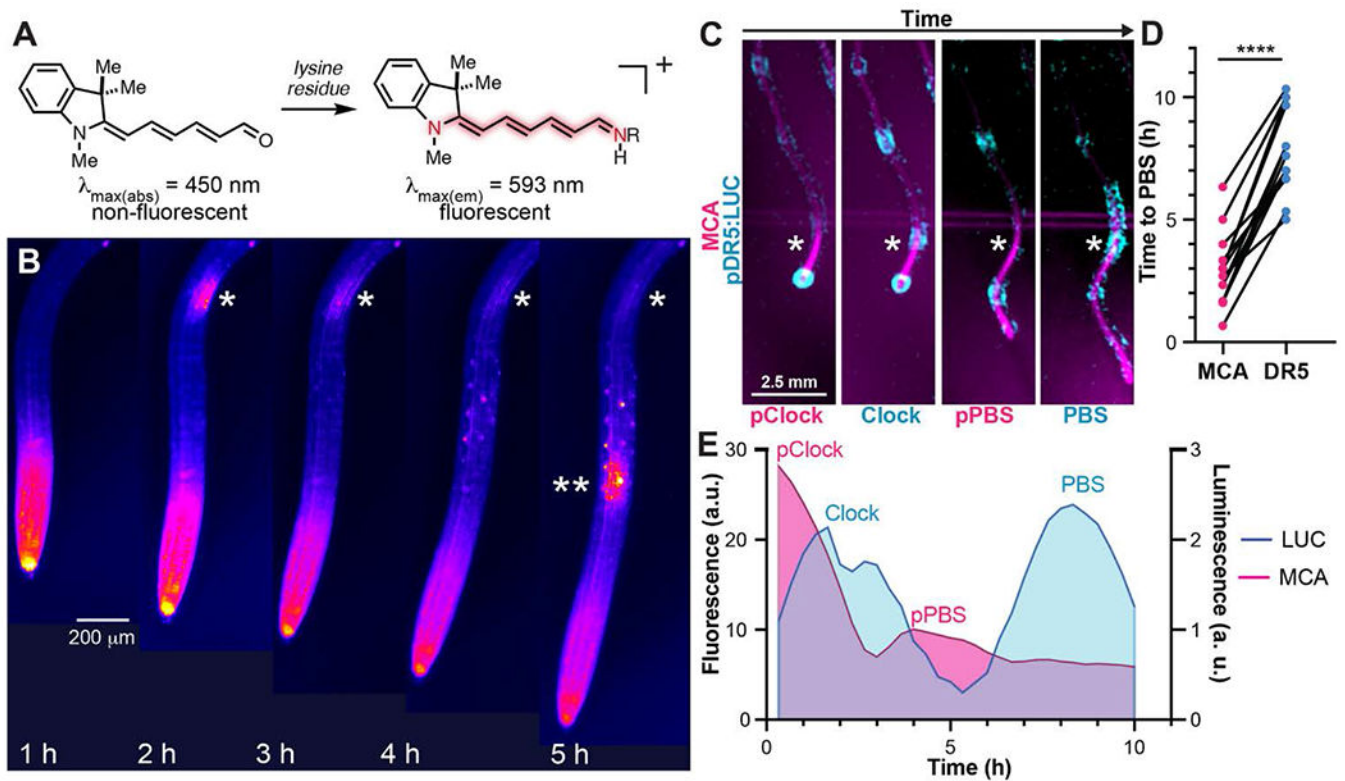 A
Me
Me
N
Me
O
lysine
residue
Me
Me
N
Me
NR
H
+
λmax(abs) = 450 nm
non-fluorescent
λmax(em) = 593 nm
fluorescent
B
*
*
*
*
**
200 μm
1 h
2 h
3 h
4 h
5 h
C
Time
MCA
pDR5:LUC
*
*
*
*
2.5 mm
pClock
Clock
pPBS
PBS
D
****
Time to PBS (h)
10
5
0
MCA
DR5
E
pClock
Clock
pPBS
PBS
Fluorescence (a.u.)
30
20
10
0
3
2
1
0
Luminescence (a. u.)
0
5
10
Time (h)
LUC
MCA